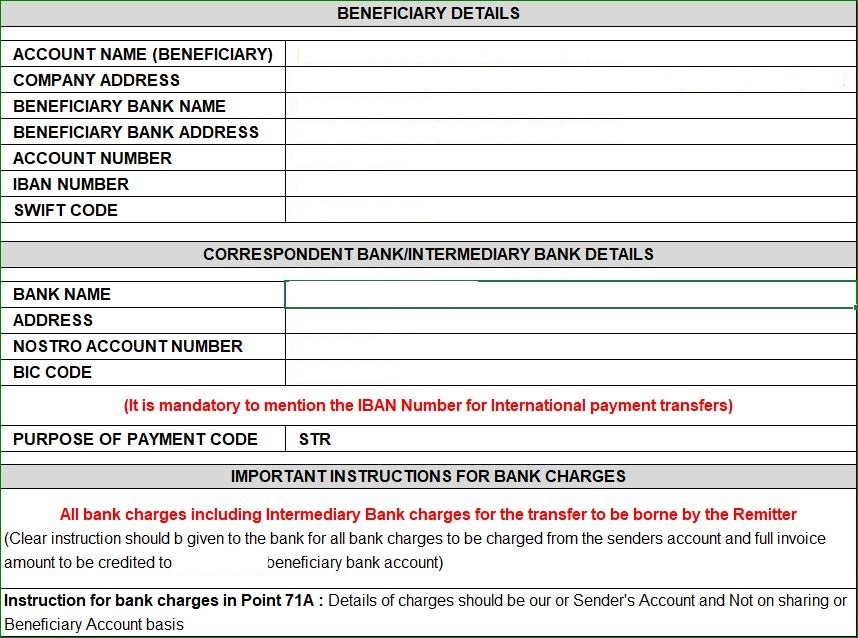 BENEFICIARY DETAILS
ACCOUNT NAME (BENEFICIARY)
COMPANY ADDRESS
BENEFICIARY BANK NAME
BENEFICIARY BANK ADDRESS
ACCOUNT NUMBER
IBAN NUMBER
SWIFT CODE
CORRESPONDENT BANK/INTERMEDIARY BANK DETAILS
BANK NAME
ADDRESS
NOSTRO ACCOUNT NUMBER
BIC CODE
(It is mandatory to mention the IBAN Number for International payment transfers)
PURPOSE OF PAYMENT CODE STR
IMPORTANT INSTRUCTIONS FOR BANK CHARGES
All bank charges including Intermediary Bank charges for the transfer to be borne by the Remitter
(Clear instruction should b given to the bank for all bank charges to be charged from the senders account and full invoice
amount to be credited to beneficiary bank account)
Instruction for bank charges in Point 71A : Details of charges should be our or Sender's Account and Not on sharing or
Beneficiary Account basis